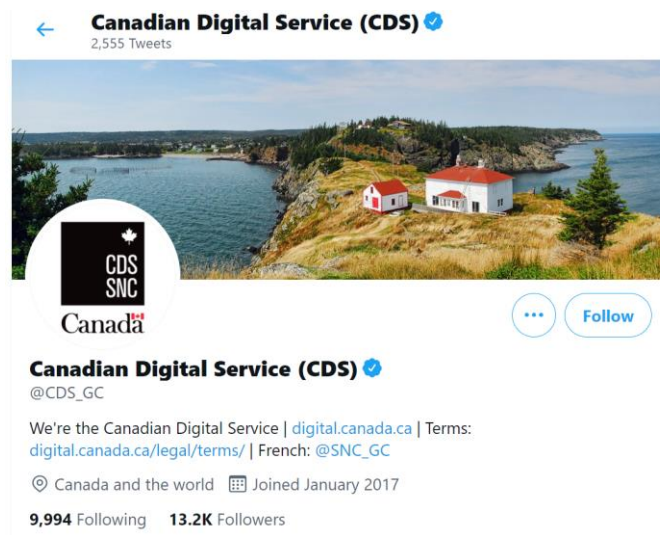 Canadian Digital Service (CDS)
2,555 Tweets
CDS
SNC
Canada
Follow
Canadian Digital Service (CDS)
@CDS_GC
We're the Canadian Digital Service | digital.canada.ca | Terms:
digital.canada.ca/legal/terms/ | French: @SNC_GC
Canada and the world Joined January 2017
9,994 Following 13.2K Followers